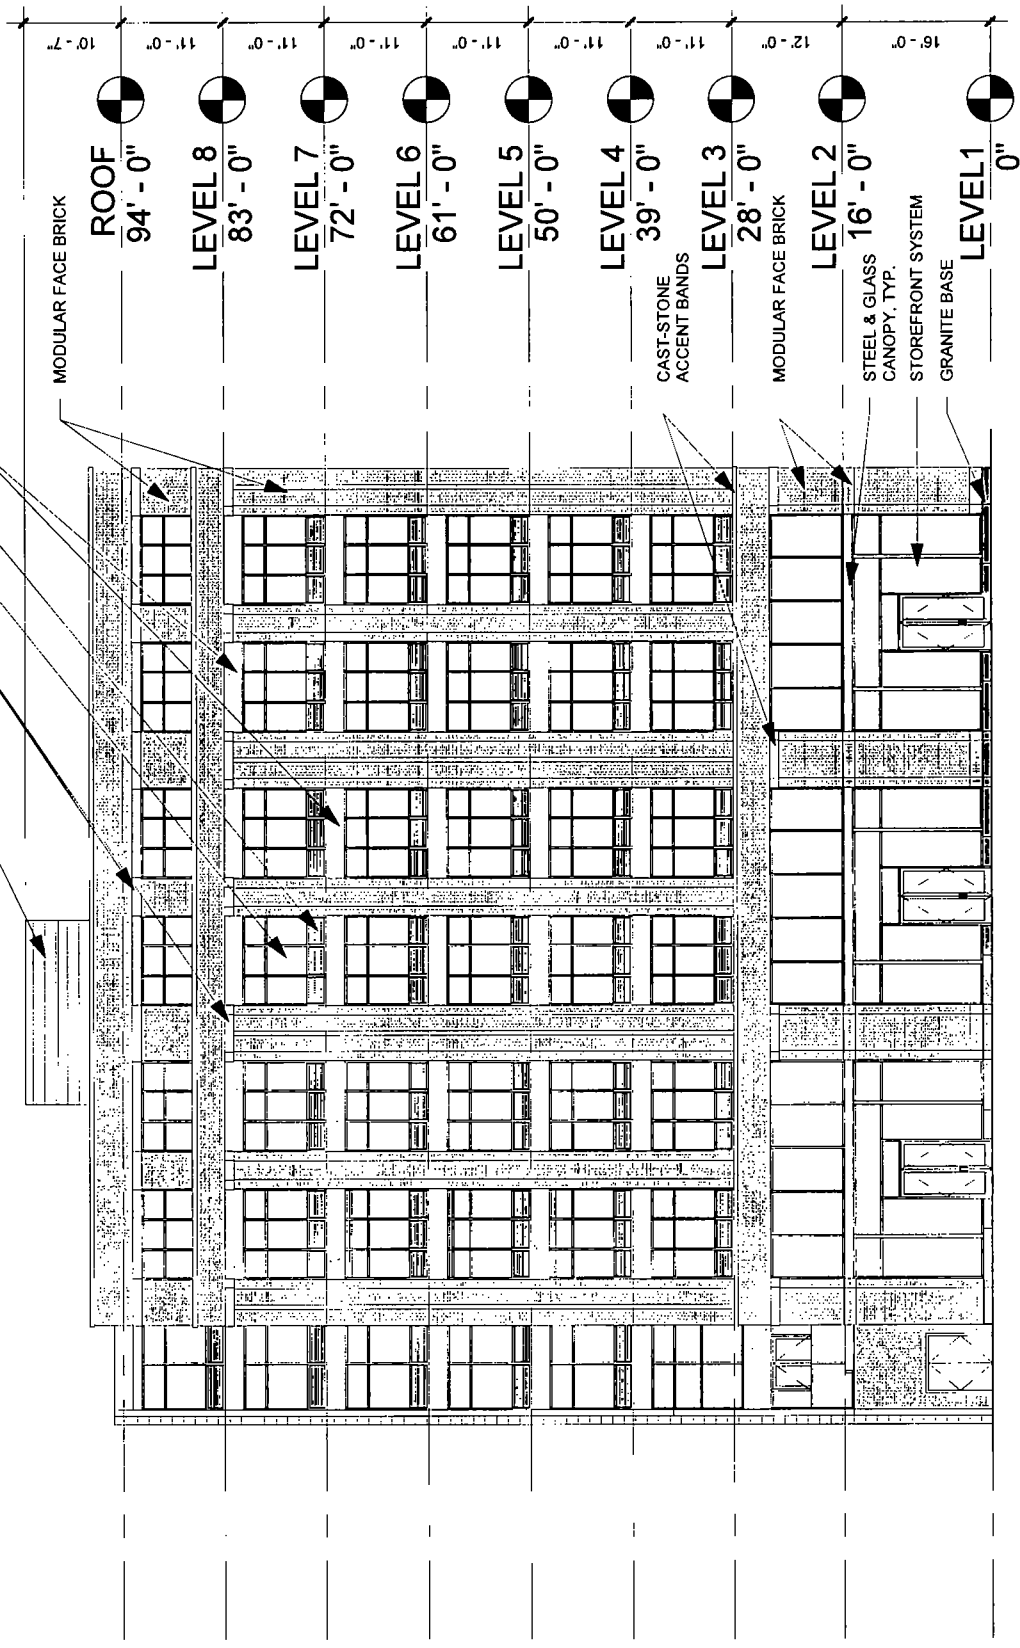 10' - 7"
11' - 0"
11' - 0"
11' - 0"
11' - 0"
11' - 0"
11' - 0"
12' - 0"
16' - 0"
ROOF
94' - 0"
LEVEL 8
83' - 0"
LEVEL 7
72' - 0"
LEVEL 6
61' - 0"
LEVEL 5
50' - 0"
LEVEL 4
39' - 0"
LEVEL 3
28' - 0"
LEVEL 2
16' - 0"
LEVEL 1
0"
MODULAR FACE BRICK
CAST-STONE
ACCENT BANDS
MODULAR FACE BRICK
STEEL & GLASS
CANOPY, TYP.
STOREFRONT SYSTEM
GRANITE BASE